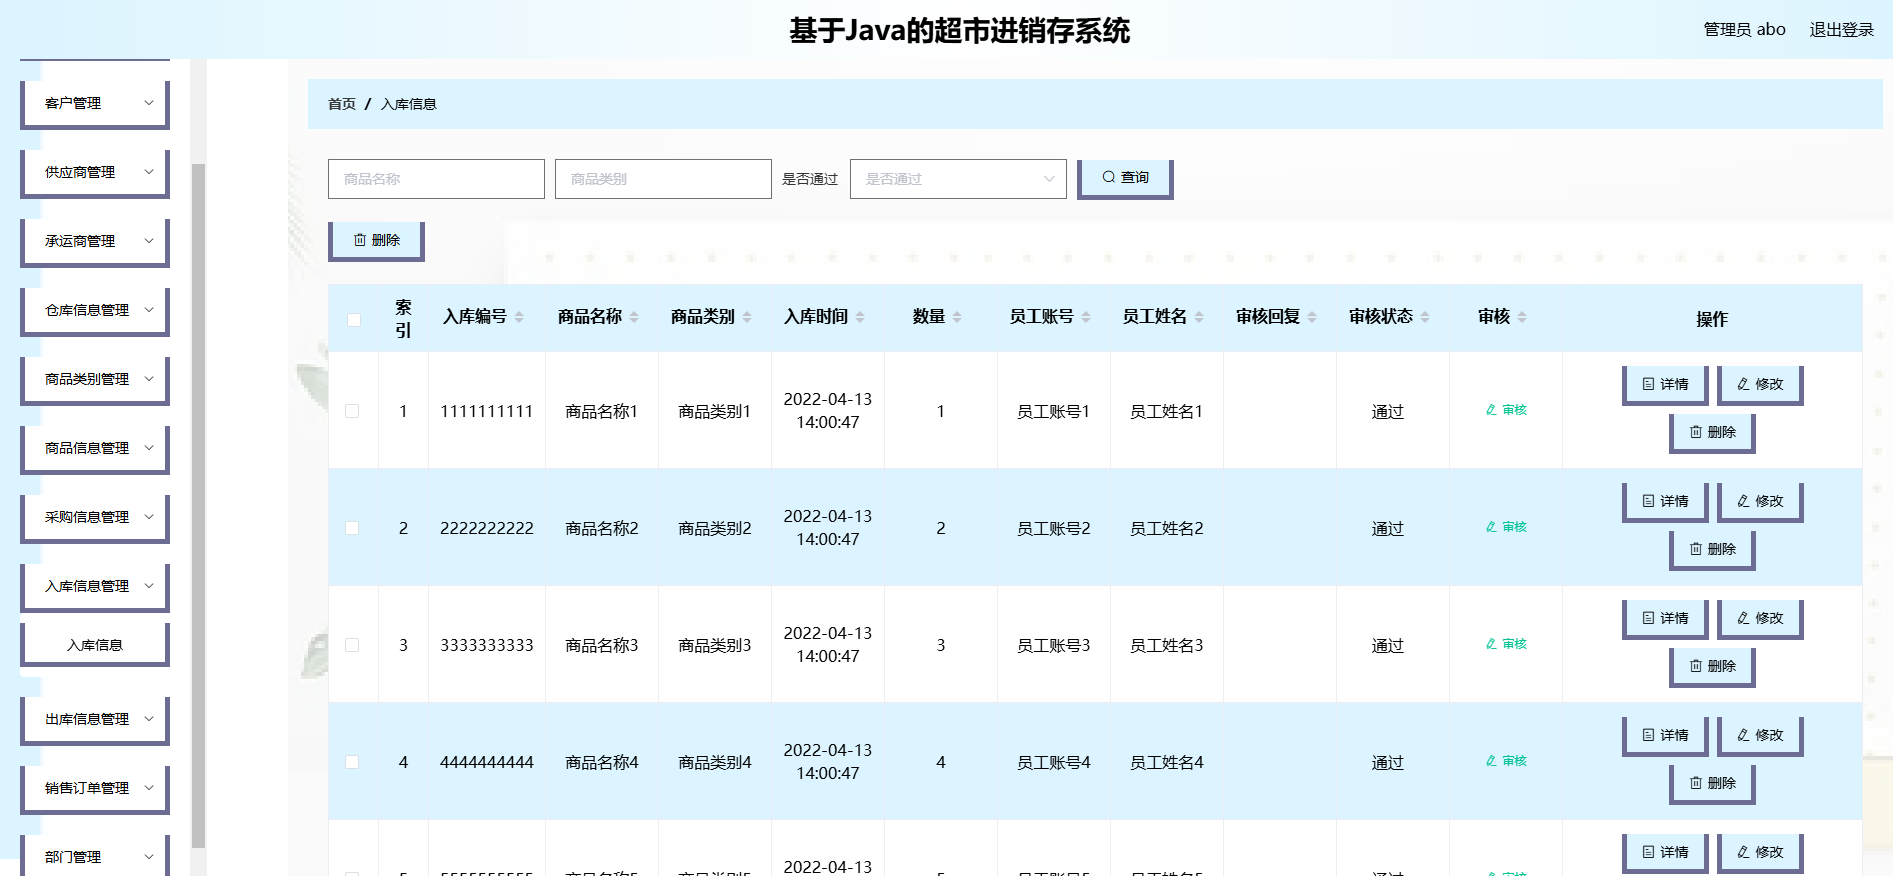 基于Java的超市进销存系统
管理员 abo 退出登录
客户管理
供应商管理
承运商管理
仓库信息管理
商品类别管理
商品信息管理
采购信息管理
入库信息管理
入库信息
出库信息管理
销售订单管理
部门管理
首页 / 入库信息
商品名称 商品类别 是否通过 是否通过 查询
删除
索引 入库编号 商品名称 商品类别 入库时间 数量 员工账号 员工姓名 审核回复 审核状态 审核 操作
1 1111111111 商品名称1 商品类别1 2022-04-13 14:00:47 1 员工账号1 员工姓名1 通过 审核 详情 修改 删除
2 2222222222 商品名称2 商品类别2 2022-04-13 14:00:47 2 员工账号2 员工姓名2 通过 审核 详情 修改 删除
3 3333333333 商品名称3 商品类别3 2022-04-13 14:00:47 3 员工账号3 员工姓名3 通过 审核 详情 修改 删除
4 4444444444 商品名称4 商品类别4 2022-04-13 14:00:47 4 员工账号4 员工姓名4 通过 审核 详情 修改 删除
2022-04-13 详情 修改